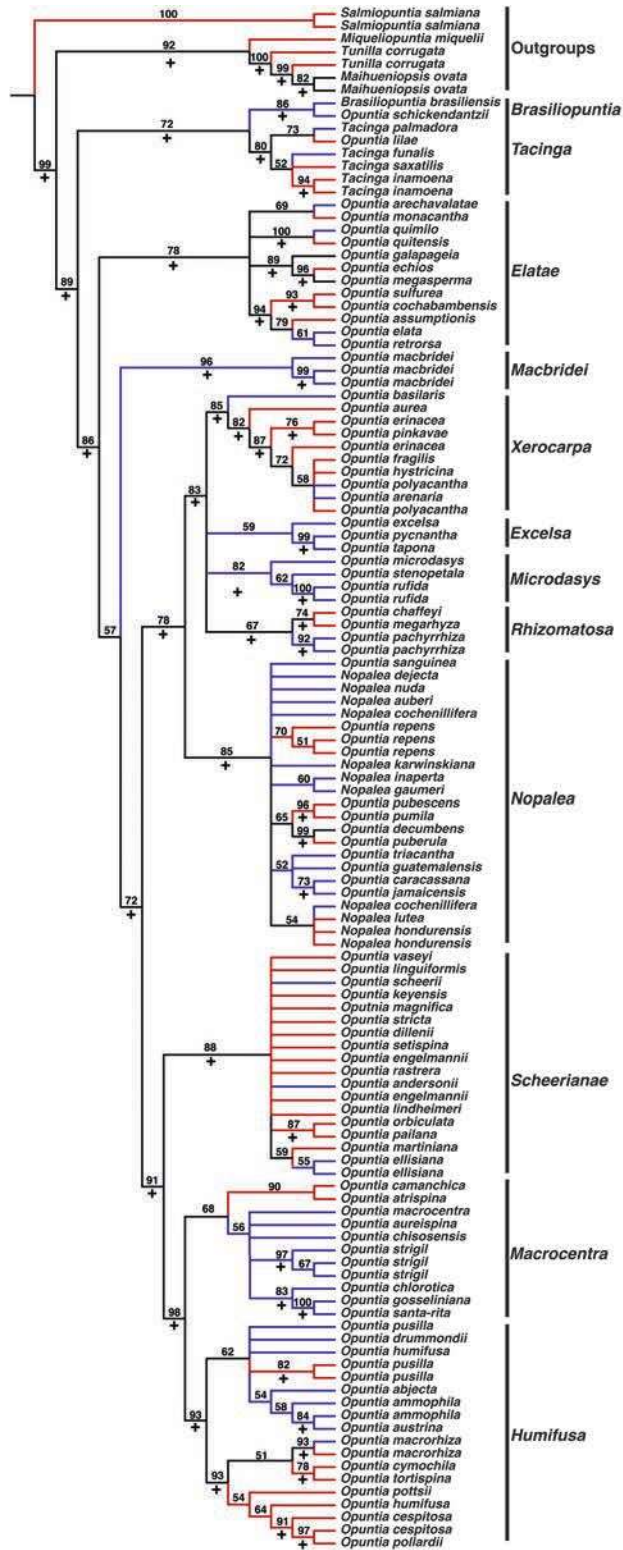 100
Salmiopuntia salmiana
Salmiopuntia salmiana
92
+
Miqueliopuntia miquelii
100
+
Tunilla corrugata
99
+
Tunilla corrugata
82
+
Maihueniopsis ovata
Maihueniopsis ovata
Outgroups
99
+
72
+
86
+
Brasiliopuntia brasiliensis
Opuntia schickendantzii
Brasiliopuntia
80
+
73
Tacinga palmadora
Opuntia lilae
52
Tacinga funalis
Tacinga saxatilis
94
+
Tacinga inamoena
Tacinga inamoena
Tacinga
89
+
78
+
69
Opuntia arechavalatae
Opuntia monacantha
100
+
Opuntia quimilo
Opuntia quitensis
89
+
Opuntia galapageia
96
+
Opuntia echios
Opuntia megasperma
94
+
93
+
Opuntia sulfurea
Opuntia cochabambensis
79
Opuntia assumptionis
61
Opuntia elata
Opuntia retrorsa
Elatae
86
+
96
+
Opuntia macbridei
99
+
Opuntia macbridei
Opuntia macbridei
Macbridei
57
83
+
85
+
Opuntia basilaris
82
+
Opuntia aurea
87
+
76
+
Opuntia erinacea
Opuntia pinkavae
72
Opuntia erinacea
58
Opuntia fragilis
Opuntia hystricina
Opuntia polyacantha
Opuntia arenaria
Opuntia polyacantha
Xerocarpa
59
Opuntia excelsa
99
+
Opuntia pycnantha
Opuntia tapona
Excelsa
82
+
Opuntia microdasys
62
Opuntia stenopetala
100
+
Opuntia rufida
Opuntia rufida
Microdasys
67
+
74
+
Opuntia chaffeyi
Opuntia megarhyza
92
+
Opuntia pachyrrhiza
Opuntia pachyrrhiza
Rhizomatosa
78
+
85
+
Opuntia sanguinea
Nopalea dejecta
Nopalea nuda
Nopalea auberi
Nopalea cochenillifera
70
Opuntia repens
51
Opuntia repens
Opuntia repens
Nopalea karwinskiana
60
Nopalea inaperta
Nopalea gaumeri
65
96
+
Opuntia pubescens
Opuntia pumila
99
+
Opuntia decumbens
Opuntia puberula
52
Opuntia triacantha
Opuntia guatemalensis
73
+
Opuntia caracassana
Opuntia jamaicensis
54
Nopalea cochenillifera
Nopalea lutea
Nopalea hondurensis
Nopalea hondurensis
Nopalea
72
+
88
+
Opuntia vaseyi
Opuntia linguiformis
Opuntia scheerii
Opuntia keyensis
Oputnia magnifica
Opuntia stricta
Opuntia dillenii
Opuntia setispina
Opuntia engelmannii
Opuntia rastrera
Opuntia andersonii
Opuntia engelmannii
Opuntia lindheimeri
87
+
Opuntia orbiculata
Opuntia pailana
59
Opuntia martiniana
55
Opuntia ellisiana
Opuntia ellisiana
Scheerianae
91
+
68
90
Opuntia camanchica
Opuntia atrispina
56
Opuntia macrocentra
Opuntia aureispina
Opuntia chisosensis
97
+
Opuntia strigil
67
Opuntia strigil
Opuntia strigil
83
+
Opuntia chlorotica
100
+
Opuntia gosseliniana
Opuntia santa-rita
Macrocentra
98
+
62
Opuntia pusilla
Opuntia drummondii
Opuntia humifusa
82
+
Opuntia pusilla
Opuntia pusilla
54
Opuntia abjecta
58
Opuntia ammophila
84
+
Opuntia ammophila
Opuntia austrina
93
+
93
+
51
93
+
Opuntia macrorhiza
Opuntia macrorhiza
78
+
Opuntia cymochila
Opuntia tortispina
54
Opuntia pottsii
64
Opuntia humifusa
91
+
Opuntia cespitosa
97
+
Opuntia cespitosa
Opuntia pollardii
Humifusa